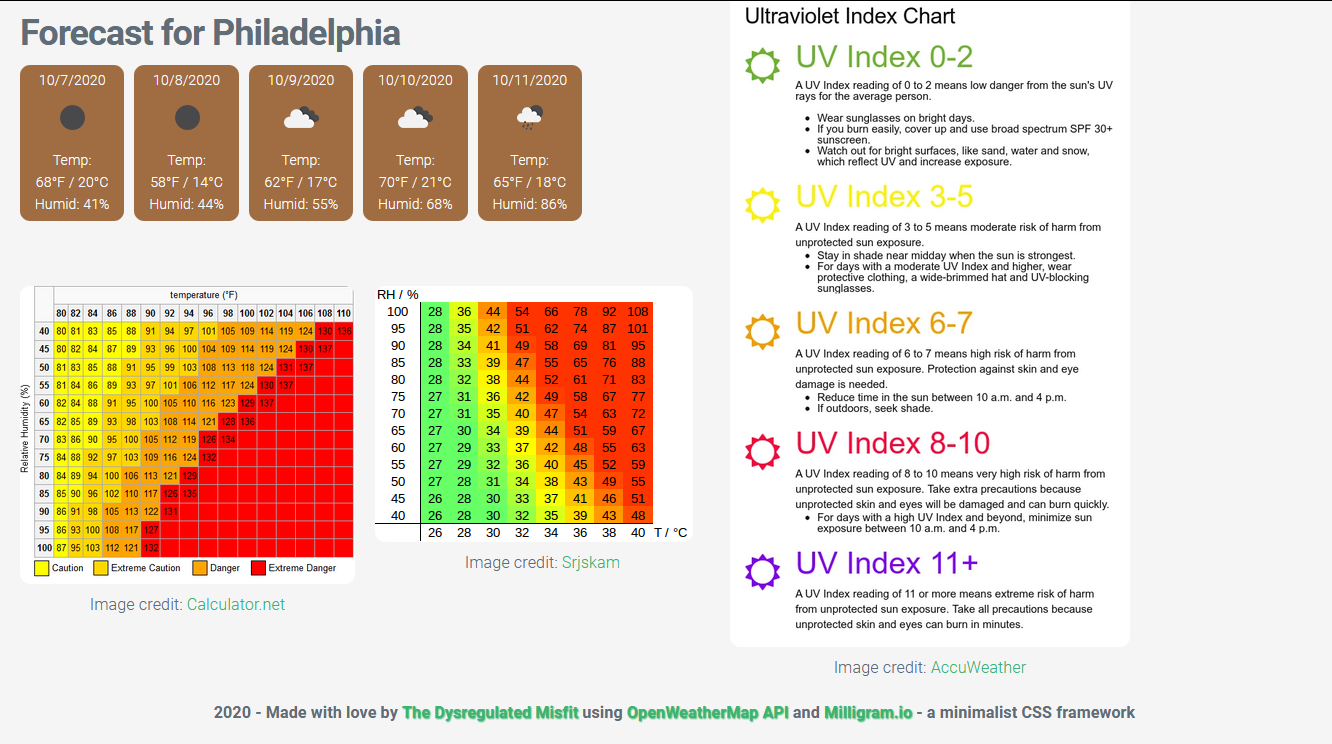 Forecast for Philadelphia
10/7/2020
Temp:
68°F / 20°C
Humid: 41%
10/8/2020
Temp:
58°F / 14°C
Humid: 44%
10/9/2020
Temp:
62°F / 17°C
Humid: 55%
10/10/2020
Temp:
70°F / 21°C
Humid: 68%
10/11/2020
Temp:
65°F / 18°C
Humid: 86%
temperature (°F)
80 82 84 86 88 90 92 94 96 98 100 102 104 106 108 110
Relative Humidity (%)
40 80 81 83 85 88 91 94 97 101 105 109 114 119 124 130 136
45 80 82 84 87 89 93 96 100 104 109 114 119 124 130 137
50 81 83 85 88 91 95 99 103 108 113 118 124 131 137
55 81 84 86 89 93 97 101 106 112 117 124 130 137
60 82 84 88 91 95 100 105 110 116 123 129 137
65 82 85 89 93 98 103 108 114 121 128 136
70 83 86 90 95 100 105 112 119 126 134
75 84 88 92 97 103 109 116 124 132
80 84 89 94 100 106 113 121 129
85 85 90 96 102 110 117 126 135
90 86 91 98 105 113 122 131
95 86 93 100 108 117 127
100 87 95 103 112 121 132
Caution Extreme Caution Danger Extreme Danger
Image credit: Calculator.net
RH / %
100 28 36 44 54 66 78 92 108
95 28 35 42 51 62 74 87 101
90 28 34 41 49 58 69 81 95
85 28 33 39 47 55 65 76 88
80 28 32 38 44 52 61 71 83
75 27 31 36 42 49 58 67 77
70 27 31 35 40 47 54 63 72
65 27 30 34 39 44 51 59 67
60 27 29 33 37 42 48 55 63
55 27 29 32 36 40 45 52 59
50 27 28 31 34 38 43 49 55
45 26 28 30 33 37 41 46 51
40 26 28 30 32 35 39 43 48
26 28 30 32 34 36 38 40 T / °C
Image credit: Srjskam
Ultraviolet Index Chart
UV Index 0-2
A UV Index reading of 0 to 2 means low danger from the sun's UV
rays for the average person.
• Wear sunglasses on bright days.
• If you burn easily, cover up and use broad spectrum SPF 30+
sunscreen.
• Watch out for bright surfaces, like sand, water and snow,
which reflect UV and increase exposure.
UV Index 3-5
A UV Index reading of 3 to 5 means moderate risk of harm from
unprotected sun exposure.
• Stay in shade near midday when the sun is strongest.
• For days with a moderate UV Index and higher, wear
protective clothing, a wide-brimmed hat and UV-blocking
sunglasses.
UV Index 6-7
A UV Index reading of 6 to 7 means high risk of harm from
unprotected sun exposure. Protection against skin and eye
damage is needed.
• Reduce time in the sun between 10 a.m. and 4 p.m.
• If outdoors, seek shade.
UV Index 8-10
A UV Index reading of 8 to 10 means very high risk of harm from
unprotected sun exposure. Take extra precautions because
unprotected skin and eyes will be damaged and can burn quickly.
• For days with a high UV Index and beyond, minimize sun
exposure between 10 a.m. and 4 p.m.
UV Index 11+
A UV Index reading of 11 or more means extreme risk of harm
from unprotected sun exposure. Take all precautions because
unprotected skin and eyes can burn in minutes.
Image credit: AccuWeather
2020 - Made with love by The Dysregulated Misfit using OpenWeatherMap API and Milligram.io - a minimalist CSS framework